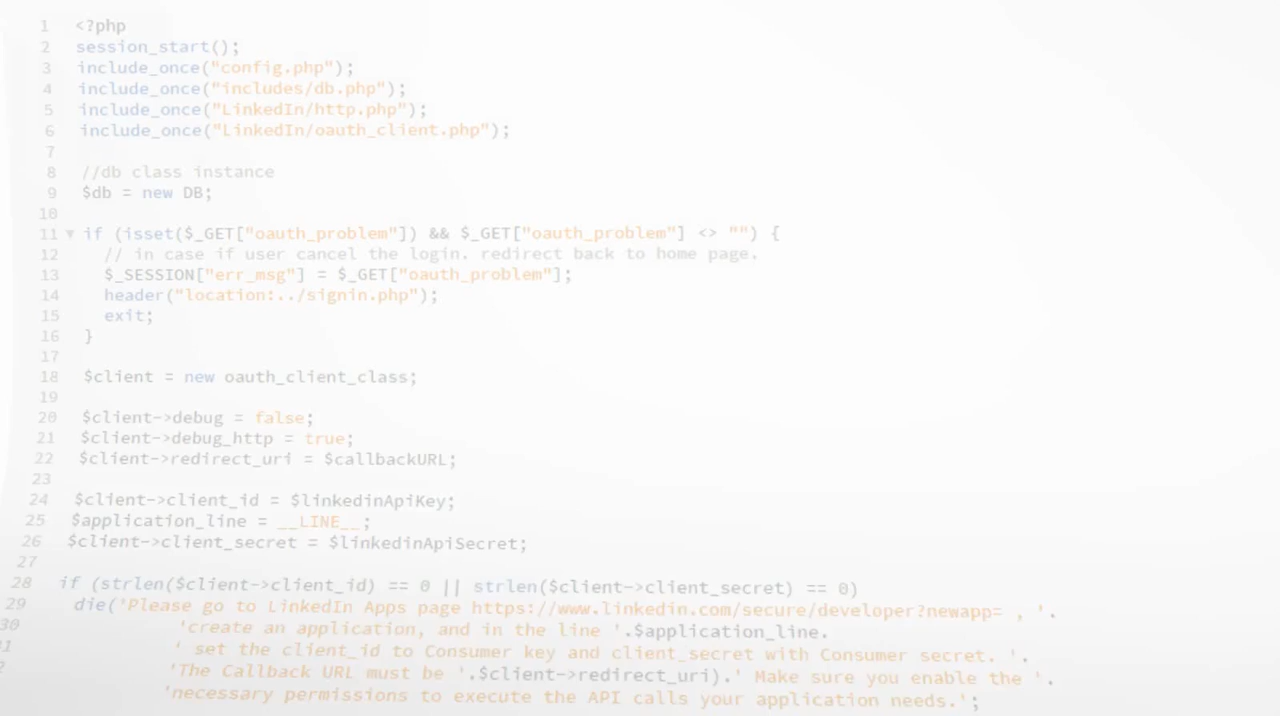 1 <?php
2 session_start();
3 include_once("config.php");
4 include_once("includes/db.php");
5 include_once("LinkedIn/http.php");
6 include_once("LinkedIn/oauth_client.php");
7
8 //db class instance
9 $db = new DB;
10
11 ▼ if (isset($_GET["oauth_problem"]) && $_GET["oauth_problem"] <> "") {
12 // in case if user cancel the login. redirect back to home page.
13 $_SESSION["err_msg"] = $_GET["oauth_problem"];
14 header("location:../signin.php");
15 exit;
16 }
17
18 $client = new oauth_client_class;
19
20 $client->debug = false;
21 $client->debug_http = true;
22 $client->redirect_uri = $callbackURL;
23
24 $client->client_id = $linkedinApiKey;
25 $application_line = __LINE__;
26 $client->client_secret = $linkedinApiSecret;
27
28 if (strlen($client->client_id) == 0 || strlen($client->client_secret) == 0)
29 die('Please go to LinkedIn Apps page https://www.linkedin.com/secure/developer?newapp= , '.
30 'create an application, and in the line '.$application_line.
1 ' set the client_id to Consumer key and client_secret with Consumer secret. '.
'The Callback URL must be '.$client->redirect_uri).' Make sure you enable the '.
'necessary permissions to execute the API calls your application needs.';